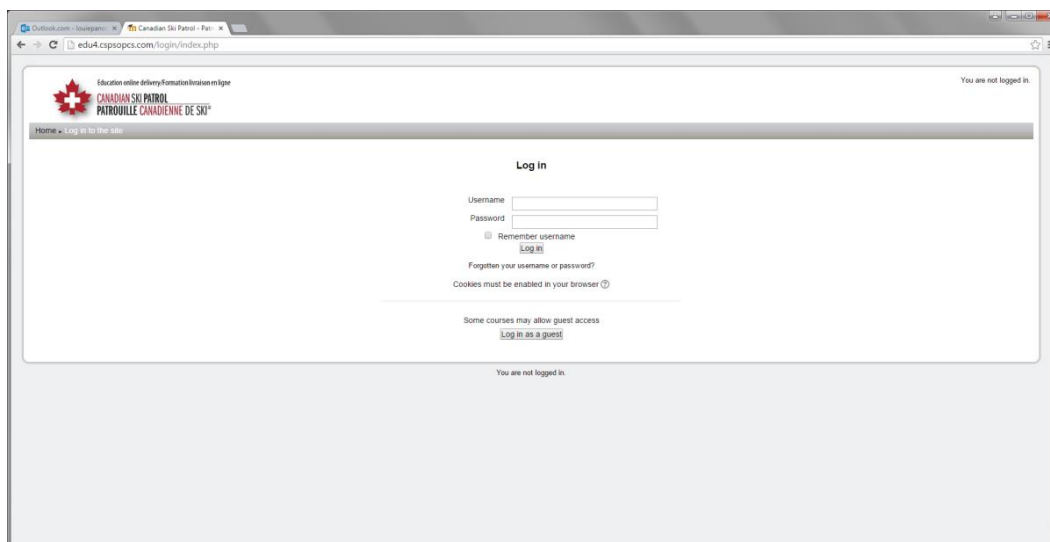 Outlook.com - louiepano
Canadian Ski Patrol - Pat
edu4.cspsopcs.com/login/index.php
Education online delivery/Formation livraison en ligne
You are not logged in.
CANADIAN SKI PATROL
PATROUILLE CANADIENNE DE SKI
Home Log in to the site
Log in
Username
Password
Remember username
Log in
Forgotten your username or password?
Cookies must be enabled in your browser
Some courses may allow guest access
Log in as a guest
You are not logged in.